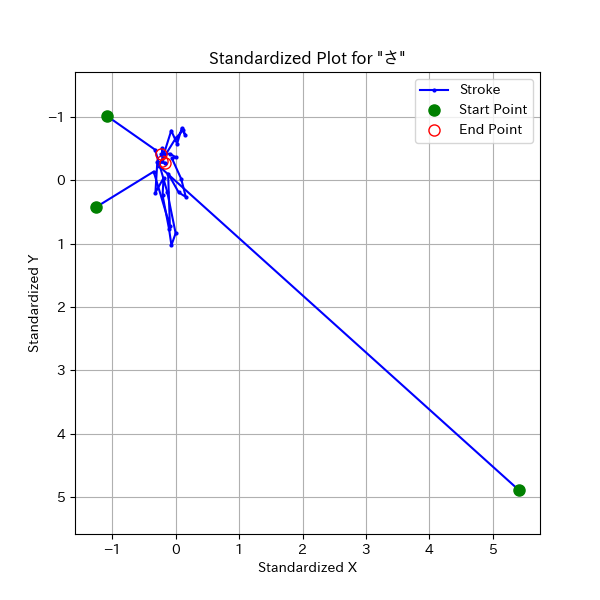 Standardized Plot for "さ"
Stroke
Start Point
End Point
−1
0
1
2
3
4
5
Standardized Y
−1 0 1 2 3 4 5
Standardized X